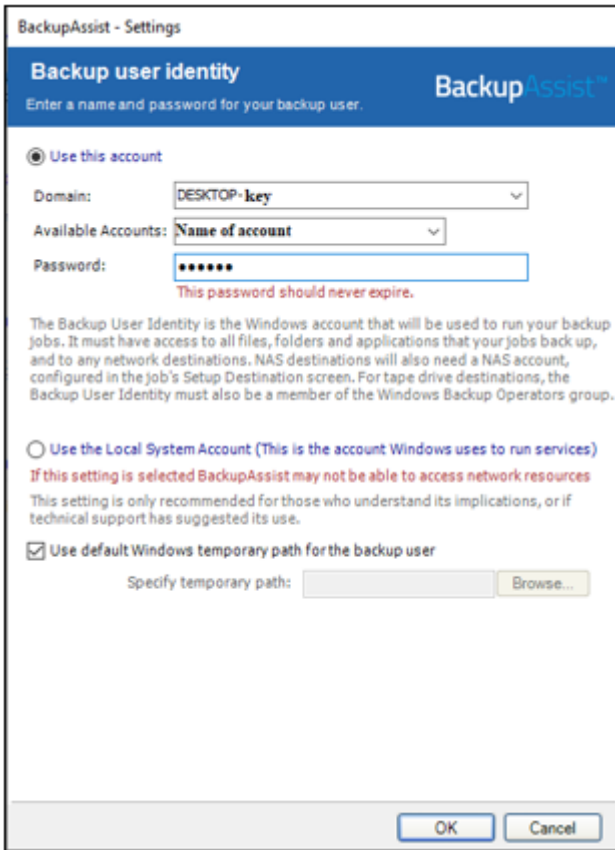 BackupAssist - Settings
Backup user identity
Enter a name and password for your backup user.
BackupAssist™
Use this account
Domain:
DESKTOP-key
Available Accounts:
Name of account
Password:
••••••
This password should never expire.
The Backup User Identity is the Windows account that will be used to run your backup
jobs. It must have access to all files, folders and applications that your jobs back up,
and to any network destinations. NAS destinations will also need a NAS account,
configured in the job's Setup Destination screen. For tape drive destinations, the
Backup User Identity must also be a member of the Windows Backup Operators group.
Use the Local System Account (This is the account Windows uses to run services)
If this setting is selected BackupAssist may not be able to access network resources
This setting is only recommended for those who understand its implications, or if
technical support has suggested its use.
Use default Windows temporary path for the backup user
Specify temporary path:
Browse...
OK
Cancel